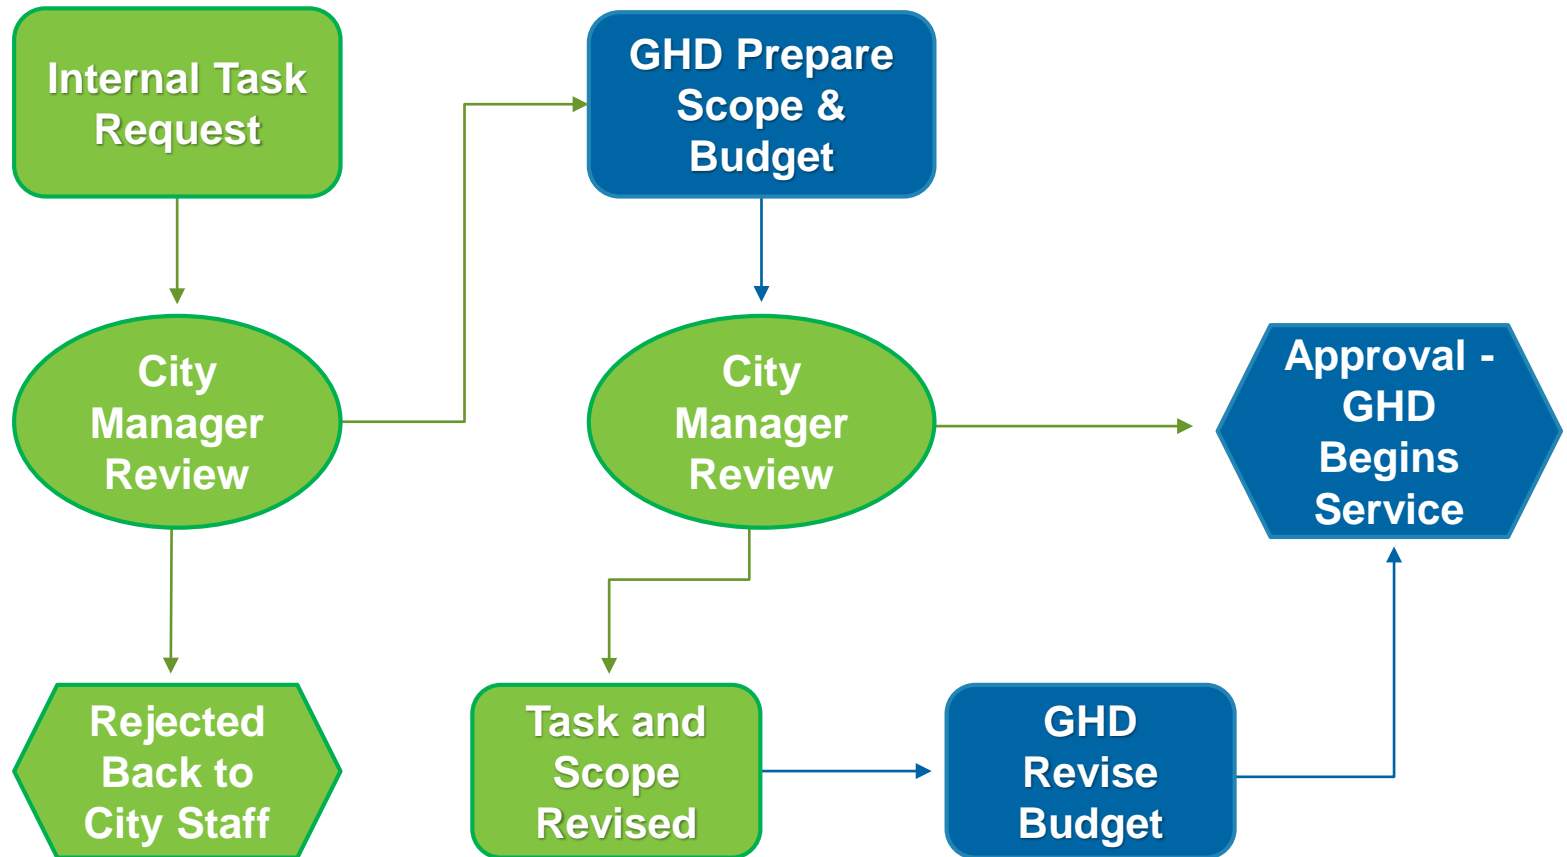 Internal Task
Request
GHD Prepare
Scope &
Budget
City
Manager
Review
City
Manager
Review
Approval -
GHD
Begins
Service
Rejected
Back to
City Staff
Task and
Scope
Revised
GHD
Revise
Budget